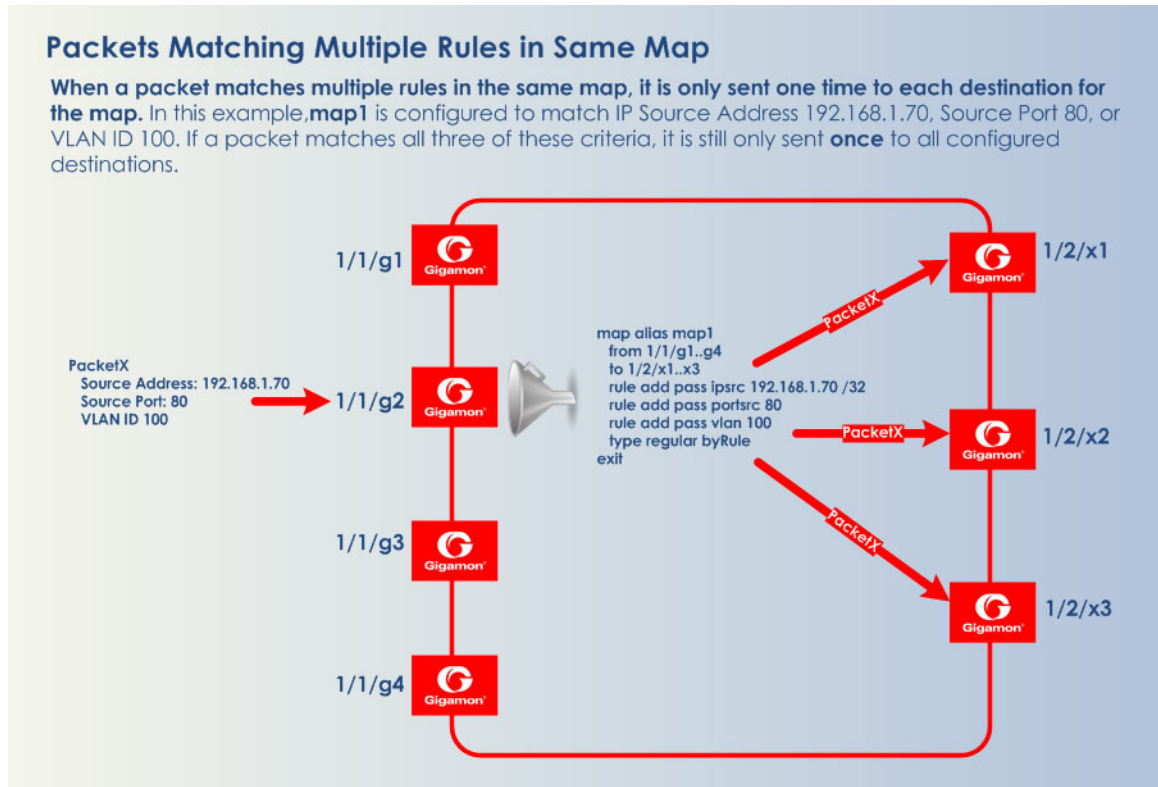 Packets Matching Multiple Rules in Same Map
When a packet matches multiple rules in the same map, it is only sent one time to each destination for
the map. In this example,map1 is configured to match IP Source Address 192.168.1.70, Source Port 80, or
VLAN ID 100. If a packet matches all three of these criteria, it is still only sent once to all configured
destinations.
1/1/g1
Gigamon®
Gigamon®
1/2/x1
PacketX
map alias map1
from 1/1/g1..g4
to 1/2/x1..x3
rule add pass ipsrc 192.168.1.70 /32
rule add pass portsrc 80
rule add pass vlan 100
type regular byRule
exit
PacketX
Source Address: 192.168.1.70
Source Port: 80
VLAN ID 100
1/1/g2
Gigamon®
PacketX
Gigamon®
1/2/x2
PacketX
1/1/g3
Gigamon®
Gigamon®
1/2/x3
1/1/g4
Gigamon®